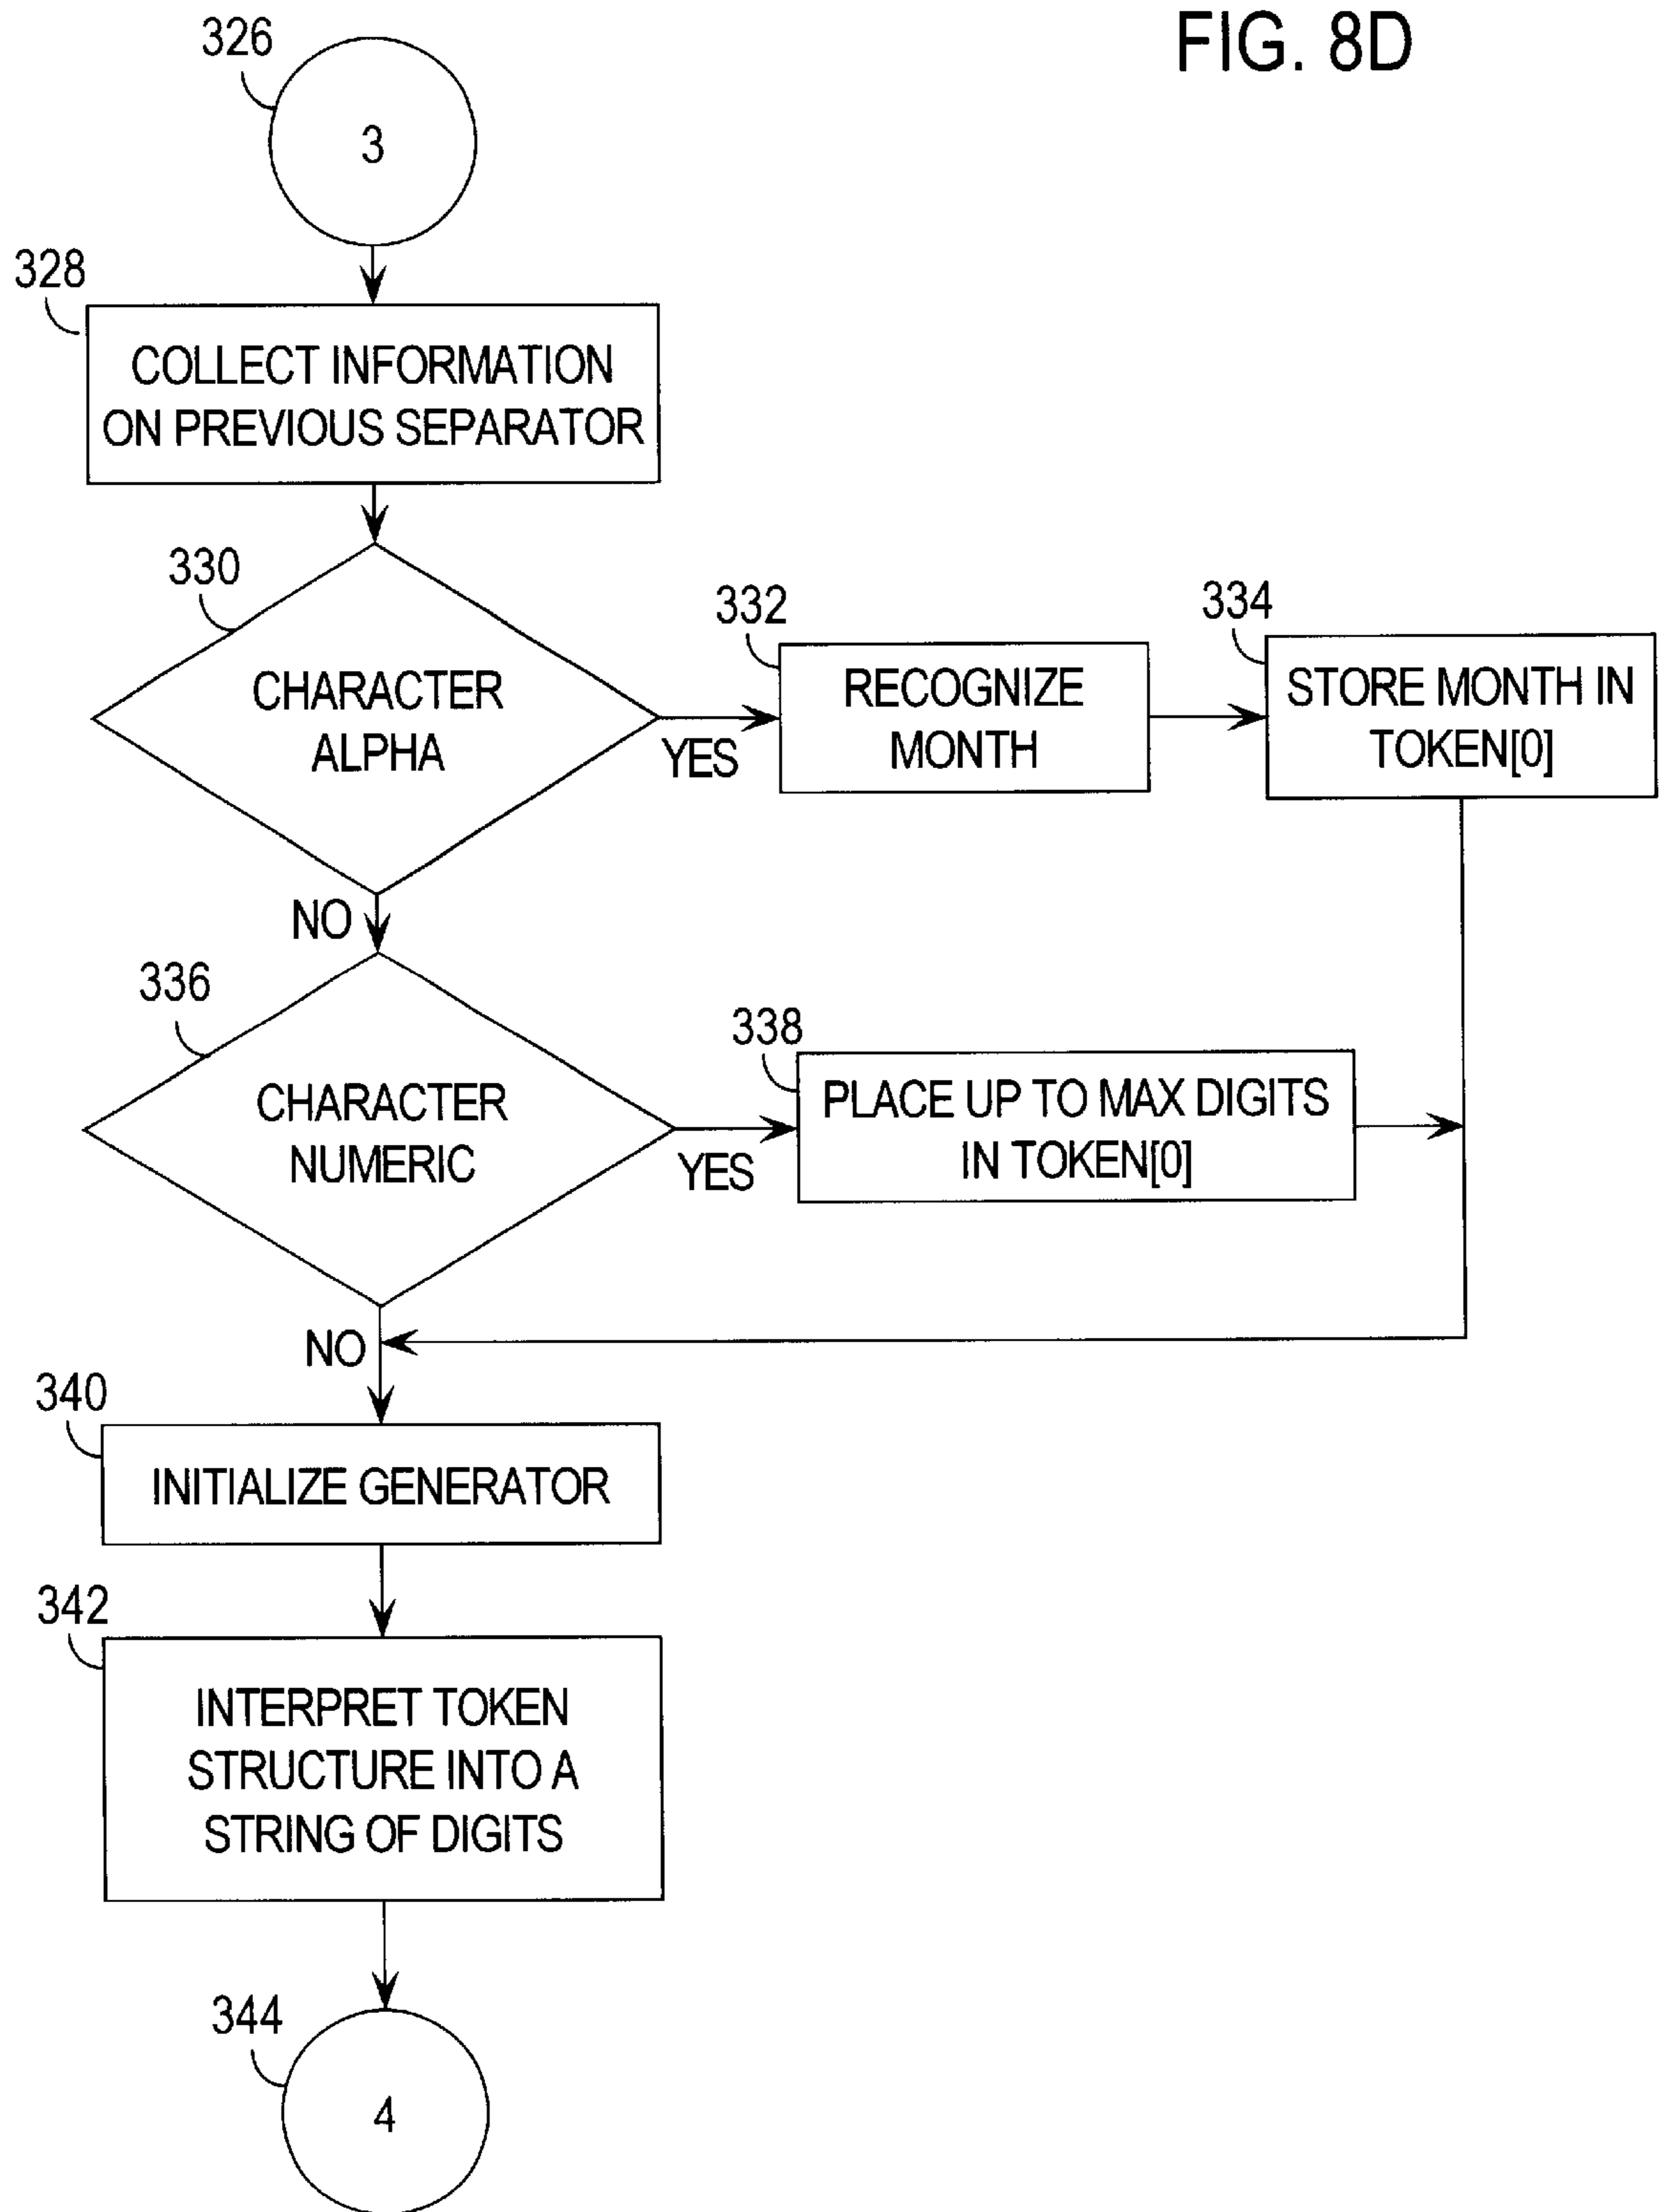 FIG. 8D
326
3
328
COLLECT INFORMATION
ON PREVIOUS SEPARATOR
330
CHARACTER
ALPHA
YES
332
RECOGNIZE
MONTH
334
STORE MONTH IN
TOKEN[0]
NO
336
CHARACTER
NUMERIC
YES
338
PLACE UP TO MAX DIGITS
IN TOKEN[0]
NO
340
INITIALIZE GENERATOR
342
INTERPRET TOKEN
STRUCTURE INTO A
STRING OF DIGITS
344
4